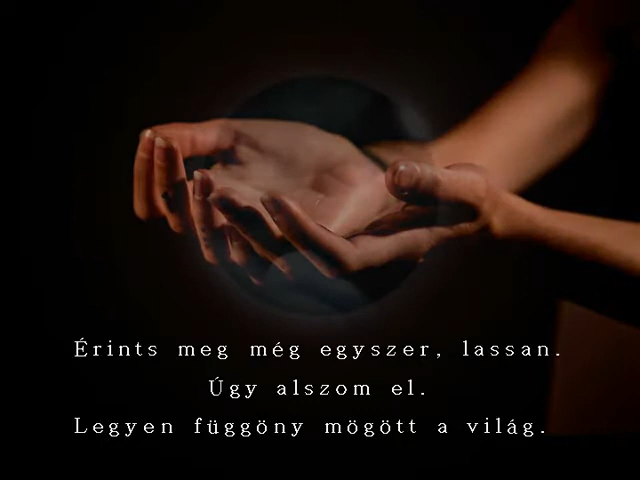 Érints meg még egyszer, lassan.
Úgy alszom el.
Legyen függöny mögött a világ.